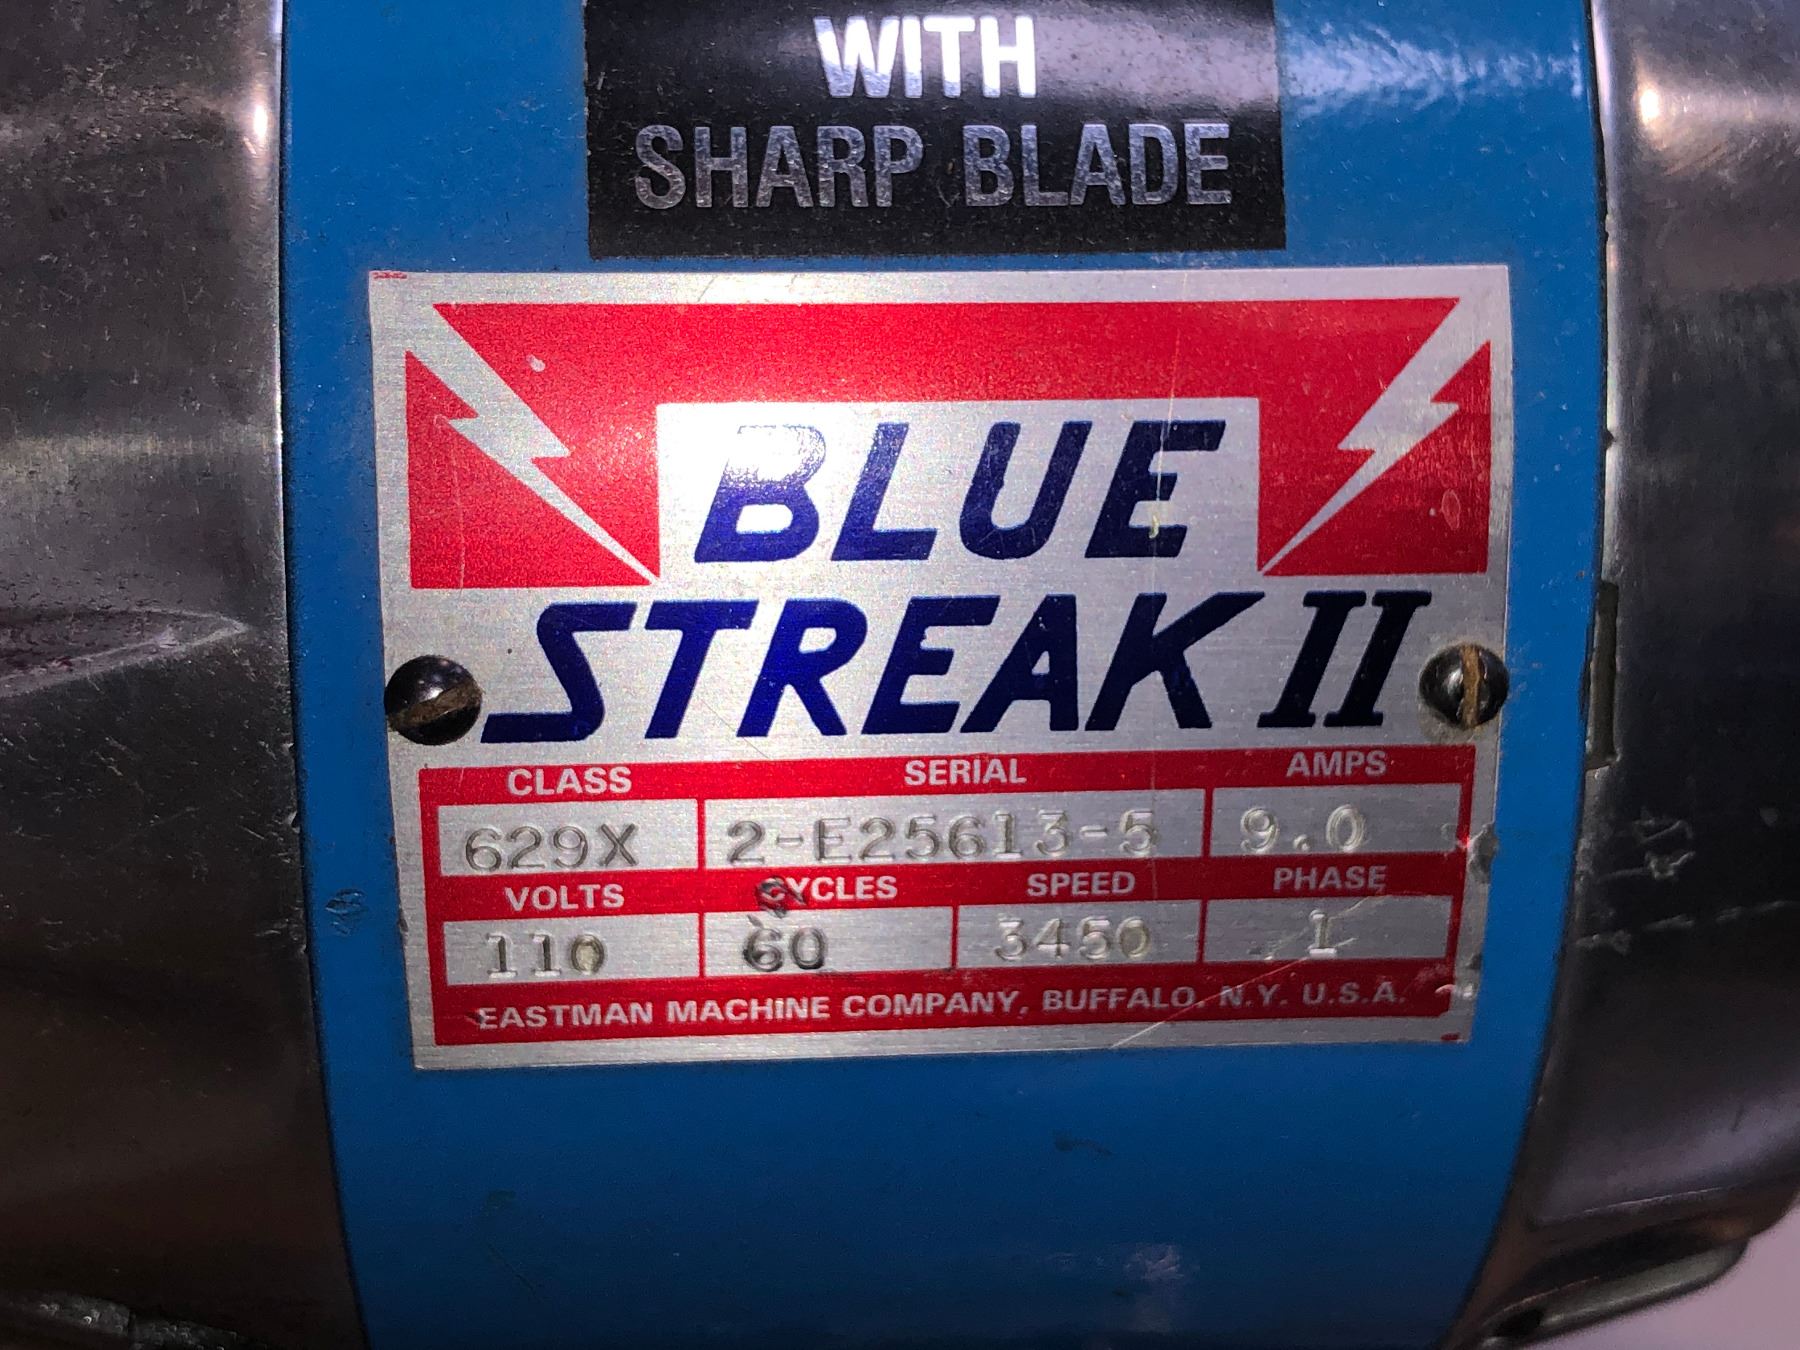 WITH
SHARP BLADE
BLUE
STREAK II
CLASS SERIAL AMPS
629X 2-E25613-5 9.0
VOLTS CYCLES SPEED PHASE
110 60 3450 1
EASTMAN MACHINE COMPANY, BUFFALO, N.Y. U.S.A.